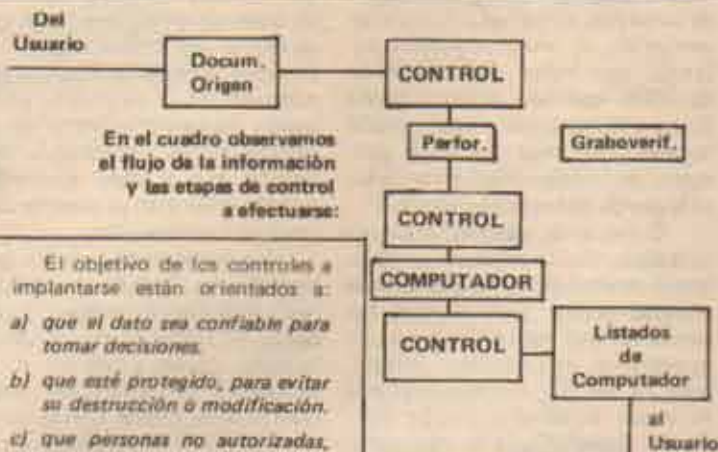 Del
Usuario
Docum.
Origen
CONTROL
En el cuadro observamos
el flujo de la información
y las etapas de control
a efectuarse:
Perfor.
Graboverif.
CONTROL
COMPUTADOR
CONTROL
Listados
de
Computador
al
Usuario
El objetivo de los controles a
implantarse están orientados a:
a) que el dato sea confiable para
tomar decisiones.
b) que esté protegido, para evitar
su destrucción o modificación.
c) que personas no autorizadas,